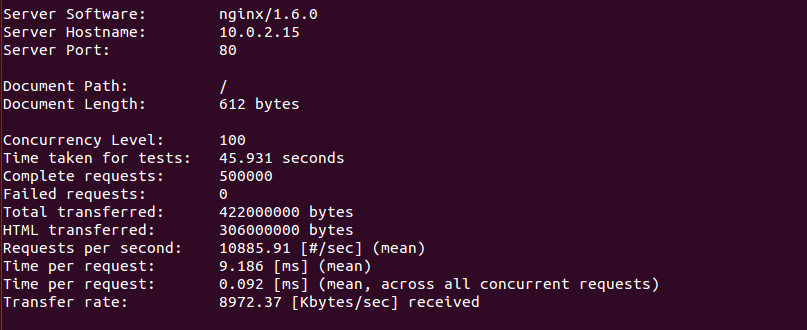 Server Software:        nginx/1.6.0
Server Hostname:        10.0.2.15
Server Port:            80

Document Path:          /
Document Length:        612 bytes

Concurrency Level:      100
Time taken for tests:   45.931 seconds
Complete requests:      500000
Failed requests:        0
Total transferred:      422000000 bytes
HTML transferred:       306000000 bytes
Requests per second:    10885.91 [#/sec] (mean)
Time per request:       9.186 [ms] (mean)
Time per request:       0.092 [ms] (mean, across all concurrent requests)
Transfer rate:          8972.37 [Kbytes/sec] received